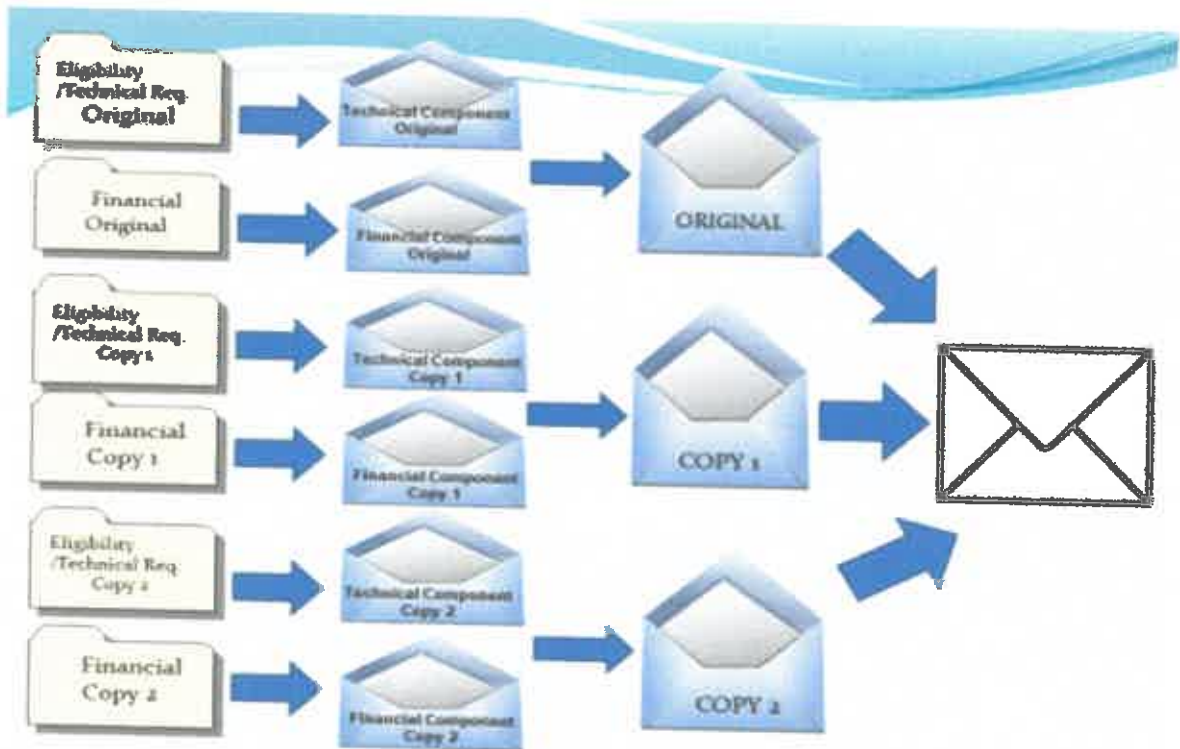 Eligibility
/Technical Req.
Original
Technical Component
Original
Financial
Original
Financial Component
Original
ORIGINAL
Eligibility
/Technical Req.
Copy 1
Technical Component
Copy 1
Financial
Copy 1
Financial Component
Copy 1
COPY 1
Eligibility
/Technical Req
Copy 2
Technical Component
Copy 2
Financial
Copy 2
Financial Component
Copy 2
COPY 2